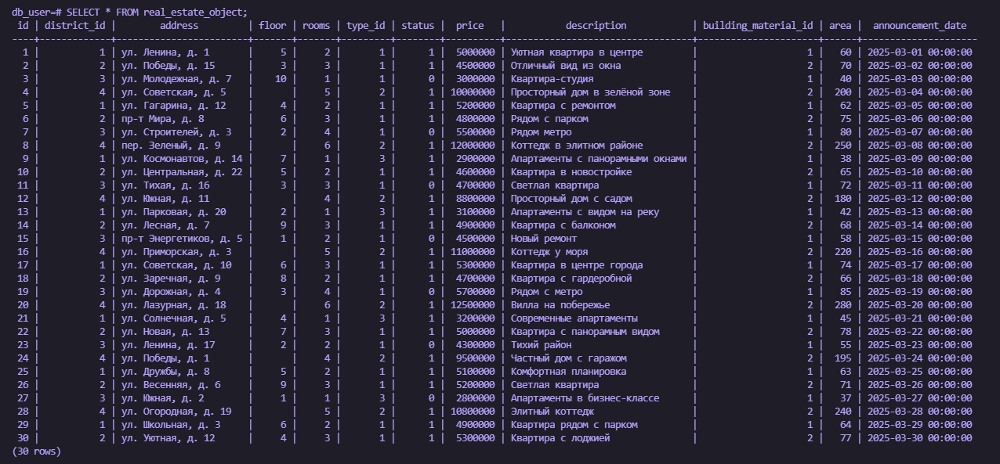 db_user=# SELECT * FROM real_estate_object;
 id | district_id |         address         | floor | rooms | type_id | status |  price   |           description            | building_material_id | area |  announcement_date
----+-------------+-------------------------+-------+-------+---------+--------+----------+----------------------------------+----------------------+------+---------------------
  1 |           1 | ул. Ленина, д. 1        |     5 |     2 |       1 |      1 |  5000000 | Уютная квартира в центре         |                    1 |   60 | 2025-03-01 00:00:00
  2 |           2 | ул. Победы, д. 15       |     3 |     3 |       1 |      1 |  4500000 | Отличный вид из окна             |                    2 |   70 | 2025-03-02 00:00:00
  3 |           3 | ул. Молодежная, д. 7    |    10 |     1 |       1 |      0 |  3000000 | Квартира-студия                  |                    1 |   40 | 2025-03-03 00:00:00
  4 |           4 | ул. Советская, д. 5     |       |     5 |       2 |      1 | 10000000 | Просторный дом в зелёной зоне    |                    2 |  200 | 2025-03-04 00:00:00
  5 |           1 | ул. Гагарина, д. 12     |     4 |     2 |       1 |      1 |  5200000 | Квартира с ремонтом              |                    1 |   62 | 2025-03-05 00:00:00
  6 |           2 | пр-т Мира, д. 8         |     6 |     3 |       1 |      1 |  4800000 | Рядом с парком                   |                    2 |   75 | 2025-03-06 00:00:00
  7 |           3 | ул. Строителей, д. 3    |     2 |     4 |       1 |      0 |  5500000 | Рядом метро                      |                    1 |   80 | 2025-03-07 00:00:00
  8 |           4 | пер. Зеленый, д. 9      |       |     6 |       2 |      1 | 12000000 | Коттедж в элитном районе         |                    2 |  250 | 2025-03-08 00:00:00
  9 |           1 | ул. Космонавтов, д. 14  |     7 |     1 |       3 |      1 |  2900000 | Апартаменты с панорамными окнами |                    1 |   38 | 2025-03-09 00:00:00
 10 |           2 | ул. Центральная, д. 22  |     5 |     2 |       1 |      1 |  4600000 | Квартира в новостройке           |                    2 |   65 | 2025-03-10 00:00:00
 11 |           3 | ул. Тихая, д. 16        |     3 |     3 |       1 |      0 |  4700000 | Светлая квартира                 |                    1 |   72 | 2025-03-11 00:00:00
 12 |           4 | ул. Южная, д. 11        |       |     4 |       2 |      1 |  8800000 | Просторный дом с садом           |                    2 |  180 | 2025-03-12 00:00:00
 13 |           1 | ул. Парковая, д. 20     |     2 |     1 |       3 |      1 |  3100000 | Апартаменты с видом на реку      |                    1 |   42 | 2025-03-13 00:00:00
 14 |           2 | ул. Лесная, д. 7        |     9 |     3 |       1 |      1 |  4900000 | Квартира с балконом              |                    2 |   68 | 2025-03-14 00:00:00
 15 |           3 | пр-т Энергетиков, д. 5  |     1 |     2 |       1 |      0 |  4500000 | Новый ремонт                     |                    1 |   58 | 2025-03-15 00:00:00
 16 |           4 | ул. Приморская, д. 3    |       |     5 |       2 |      1 | 11000000 | Коттедж у моря                   |                    2 |  220 | 2025-03-16 00:00:00
 17 |           1 | ул. Советская, д. 10    |     6 |     3 |       1 |      1 |  5300000 | Квартира в центре города         |                    1 |   74 | 2025-03-17 00:00:00
 18 |           2 | ул. Заречная, д. 9      |     8 |     2 |       1 |      1 |  4700000 | Квартира с гардеробной           |                    2 |   66 | 2025-03-18 00:00:00
 19 |           3 | ул. Дорожная, д. 4      |     3 |     4 |       1 |      0 |  5700000 | Рядом с метро                    |                    1 |   85 | 2025-03-19 00:00:00
 20 |           4 | ул. Лазурная, д. 18     |       |     6 |       2 |      1 | 12500000 | Вилла на побережье               |                    2 |  280 | 2025-03-20 00:00:00
 21 |           1 | ул. Солнечная, д. 5     |     4 |     1 |       3 |      1 |  3200000 | Современные апартаменты          |                    1 |   45 | 2025-03-21 00:00:00
 22 |           2 | ул. Новая, д. 13        |     7 |     3 |       1 |      1 |  5000000 | Квартира с панорамным видом      |                    2 |   78 | 2025-03-22 00:00:00
 23 |           3 | ул. Ленина, д. 17       |     2 |     2 |       1 |      0 |  4300000 | Тихий район                      |                    1 |   55 | 2025-03-23 00:00:00
 24 |           4 | ул. Победы, д. 1        |       |     4 |       2 |      1 |  9500000 | Частный дом с гаражом            |                    2 |  195 | 2025-03-24 00:00:00
 25 |           1 | ул. Дружбы, д. 8        |     5 |     2 |       1 |      1 |  5100000 | Комфортная планировка            |                    1 |   63 | 2025-03-25 00:00:00
 26 |           2 | ул. Весенняя, д. 6      |     9 |     3 |       1 |      1 |  5200000 | Светлая квартира                 |                    2 |   71 | 2025-03-26 00:00:00
 27 |           3 | ул. Южная, д. 2         |     1 |     1 |       3 |      0 |  2800000 | Апартаменты в бизнес-классе      |                    1 |   37 | 2025-03-27 00:00:00
 28 |           4 | ул. Огородная, д. 19    |       |     5 |       2 |      1 | 10800000 | Элитный коттедж                  |                    2 |  240 | 2025-03-28 00:00:00
 29 |           1 | ул. Школьная, д. 3      |     6 |     2 |       1 |      1 |  4900000 | Квартира рядом с парком          |                    1 |   64 | 2025-03-29 00:00:00
 30 |           2 | ул. Уютная, д. 12       |     4 |     3 |       1 |      1 |  5300000 | Квартира с лоджией               |                    2 |   77 | 2025-03-30 00:00:00
(30 rows)